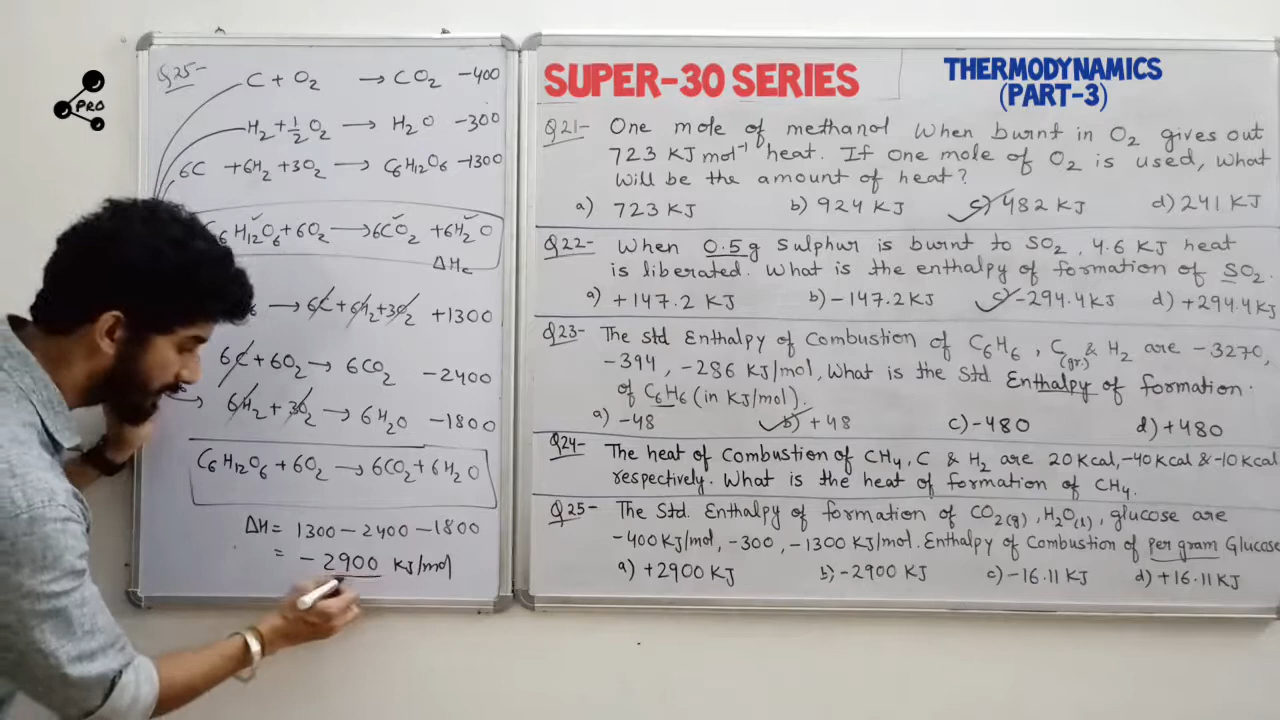 PRO
Q25-
C + O₂ → CO₂ -400
H₂ + ½O₂ → H₂O -300
6C + 6H₂ + 3O₂ → C₆H₁₂O₆ -1300
H₁₂O₆ + 6O₂ → 6CO₂ + 6H₂O
ΔHc
→ 6C + 6H₂ + 3O₂ +1300
6C + 6O₂ → 6CO₂ -2400
6H₂ + 3O₂ → 6H₂O -1800
C₆H₁₂O₆ + 6O₂ → 6CO₂ + 6H₂O
ΔH = 1300 - 2400 - 1800
= -2900 KJ/mol
SUPER-30 SERIES
THERMODYNAMICS
(PART-3)
Q21- One mole of methanol When burnt in O₂ gives out
723 KJ mol⁻¹ heat. If one mole of O₂ is used, what
will be the amount of heat?
a) 723 KJ b) 924 KJ c) 482 KJ d) 241 KJ
Q22- When 0.5g Sulphur is burnt to SO₂, 4.6 KJ heat
is liberated. What is the enthalpy of formation of SO₂.
a) +147.2 KJ b) -147.2 KJ c) -294.4 KJ d) +294.4 KJ
Q23- The std Enthalpy of Combustion of C₆H₆, C(gr.) & H₂ are -3270,
-394, -286 KJ/mol, What is the Std. Enthalpy of formation.
of C₆H₆ (in KJ/mol).
a) -48 b) +48 c) -480 d) +480
Q24- The heat of Combustion of CH₄, C & H₂ are 20 Kcal, -40 Kcal & -10 Kcal
respectively. What is the heat of formation of CH₄.
Q25- The Std. Enthalpy of formation of CO₂(g), H₂O(l), glucose are
-400 KJ/mol, -300, -1300 KJ/mol. Enthalpy of Combustion of per gram Glucose
a) +2900 KJ b) -2900 KJ c) -16.11 KJ d) +16.11 KJ